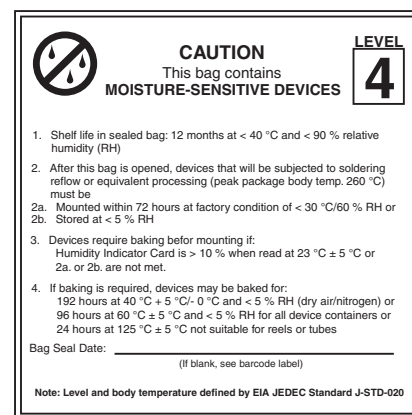 LEVEL
CAUTION
This bag contains
MOISTURE-SENSITIVE DEVICES
4
1. Shelf life in sealed bag: 12 months at < 40 °C and < 90 % relative
humidity (RH)
2. After this bag is opened, devices that will be subjected to soldering
reflow or equivalent processing (peak package body temp. 260 °C)
must be
2a. Mounted within 72 hours at factory condition of < 30 °C/60 % RH or
2b. Stored at < 5 % RH
3. Devices require baking befor mounting if:
Humidity Indicator Card is > 10 % when read at 23 °C ± 5 °C or
2a. or 2b. are not met.
4. If baking is required, devices may be baked for:
192 hours at 40 °C + 5 °C/- 0 °C and < 5 % RH (dry air/nitrogen) or
96 hours at 60 °C ± 5 °C and < 5 % RH for all device containers or
24 hours at 125 °C ± 5 °C not suitable for reels or tubes
Bag Seal Date:
(If blank, see barcode label)
Note: Level and body temperature defined by EIA JEDEC Standard J-STD-020